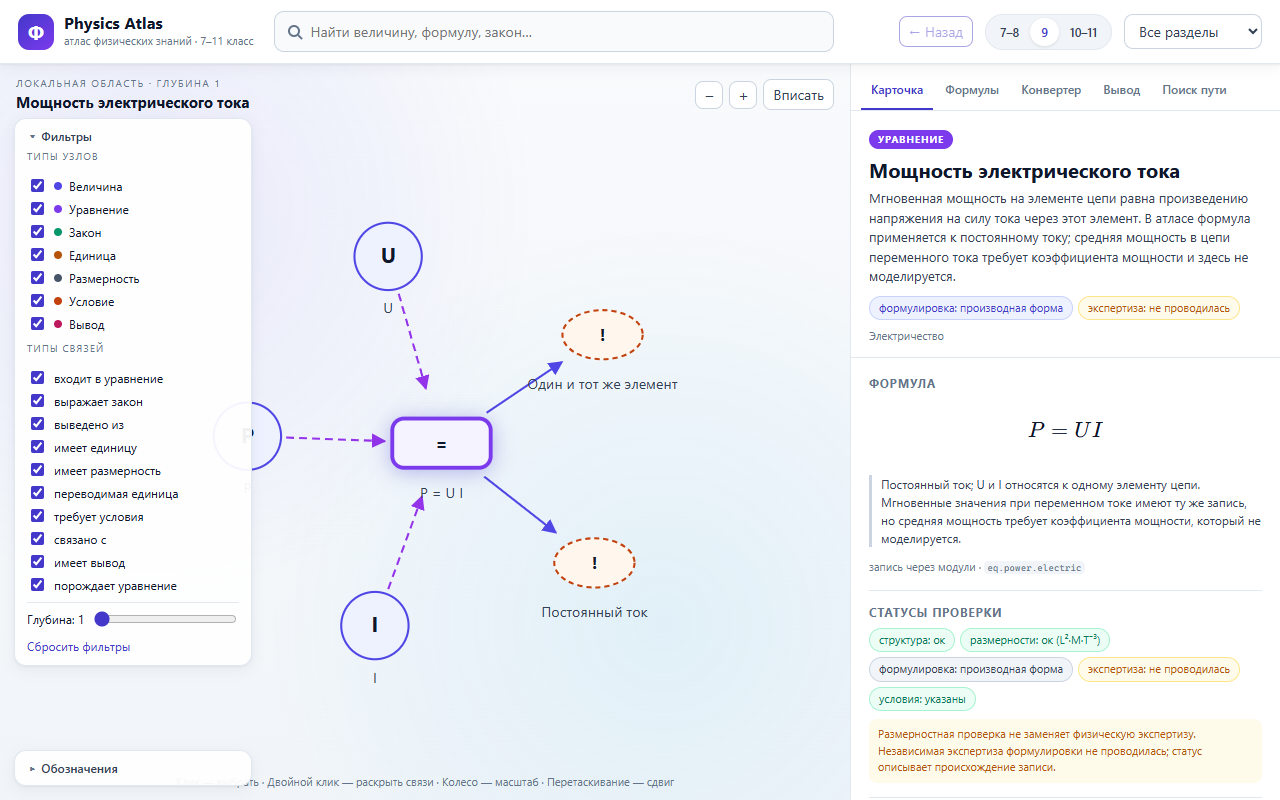 Ф
Physics Atlas
атлас физических знаний · 7–11 класс
Найти величину, формулу, закон...
← Назад
7–8
9
10–11
Все разделы
ЛОКАЛЬНАЯ ОБЛАСТЬ · ГЛУБИНА 1
Мощность электрического тока
−
+
Вписать
Фильтры
ТИПЫ УЗЛОВ
Величина
Уравнение
Закон
Единица
Размерность
Условие
Вывод
ТИПЫ СВЯЗЕЙ
входит в уравнение
выражает закон
выведено из
имеет единицу
имеет размерность
переводимая единица
требует условия
связано с
имеет вывод
порождает уравнение
Глубина: 1
Сбросить фильтры
Обозначения
U
U
!
Один и тот же элемент
P
=
P = U I
!
Постоянный ток
I
I
· Двойной клик — раскрыть связи · Колесо — масштаб · Перетаскивание — сдвиг
Карточка
Формулы
Конвертер
Вывод
Поиск пути
УРАВНЕНИЕ
Мощность электрического тока
Мгновенная мощность на элементе цепи равна произведению
напряжения на силу тока через этот элемент. В атласе формула
применяется к постоянному току; средняя мощность в цепи
переменного тока требует коэффициента мощности и здесь не
моделируется.
формулировка: производная форма
экспертиза: не проводилась
Электричество
ФОРМУЛА
P = UI
Постоянный ток; U и I относятся к одному элементу цепи.
Мгновенные значения при переменном токе имеют ту же запись,
но средняя мощность требует коэффициента мощности, который не
моделируется.
запись через модули · eq.power.electric
СТАТУСЫ ПРОВЕРКИ
структура: ок
размерности: ок (L²·M·T⁻³)
формулировка: производная форма
экспертиза: не проводилась
условия: указаны
Размерностная проверка не заменяет физическую экспертизу.
Независимая экспертиза формулировки не проводилась; статус
описывает происхождение записи.